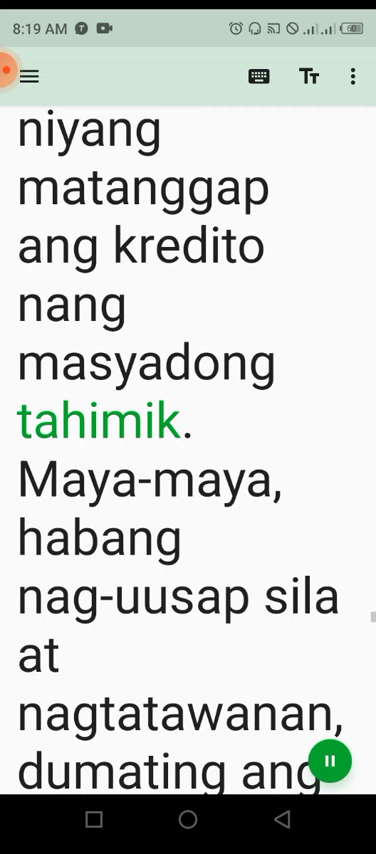 8:19 AM
niyang
matanggap
ang kredito
nang
masyadong
tahimik.
Maya-maya,
habang
nag-uusap sila
at
nagtatawanan,
dumating ang